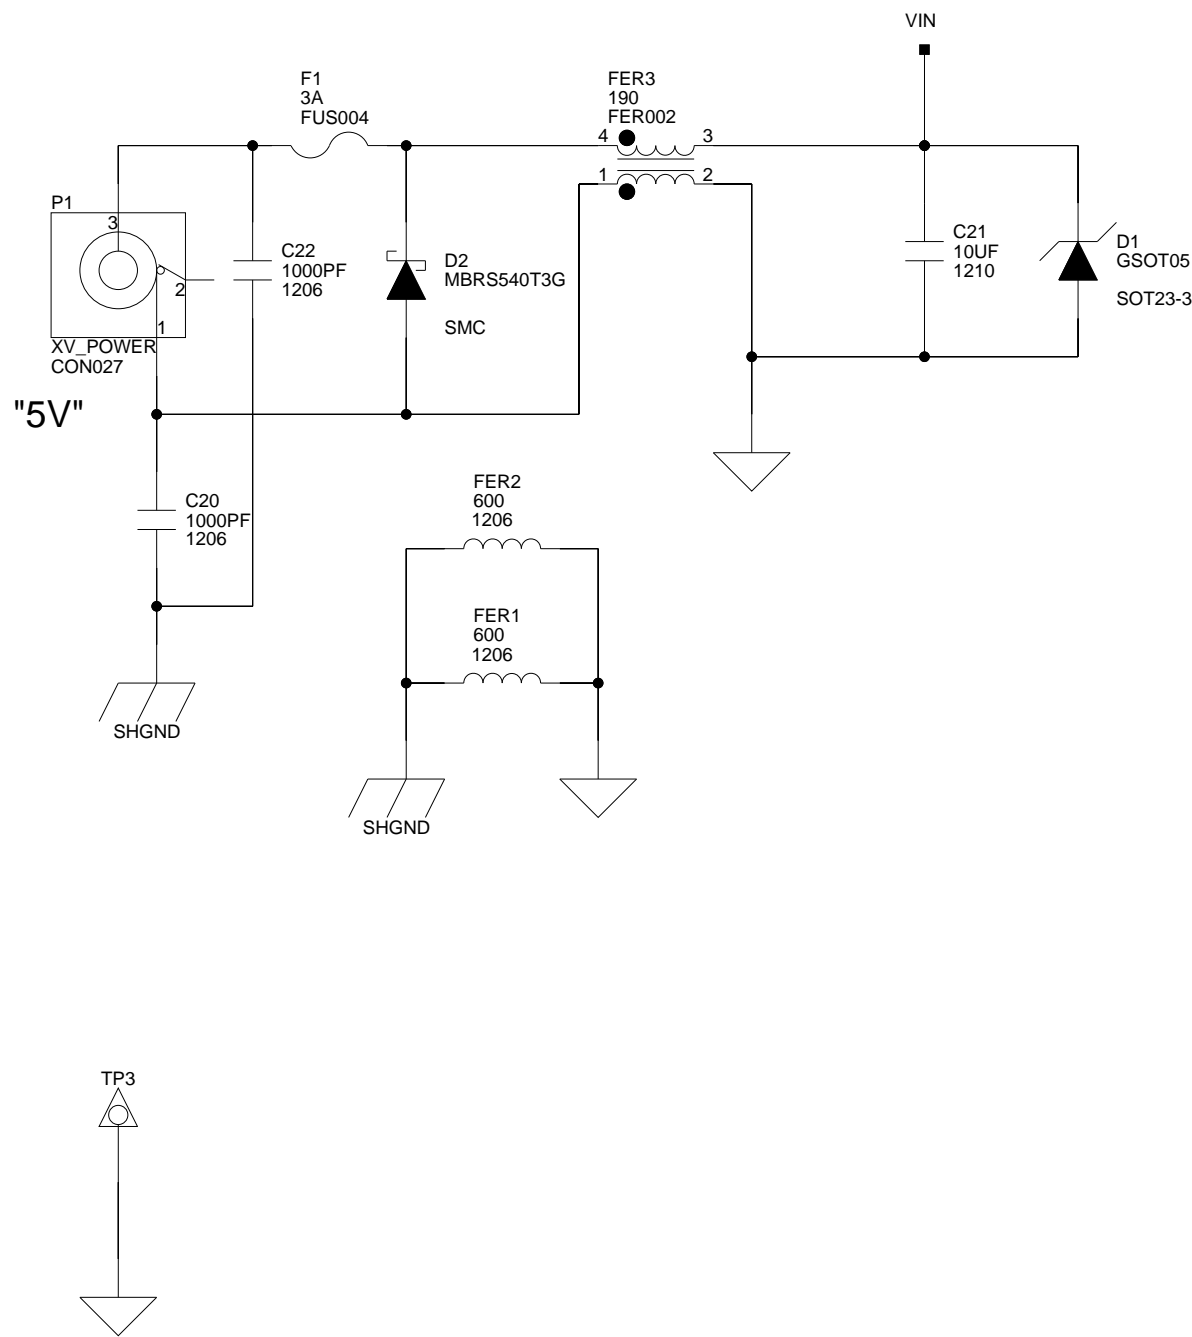 VIN
F1
3A
FUS004
FER3
190
FER002
4
3
1
2
P1
3
2
1
XV_POWER
CON027
"5V"
C22
1000PF
1206
D2
MBRS540T3G
SMC
C21
10UF
1210
D1
GSOT05
SOT23-3
C20
1000PF
1206
SHGND
FER2
600
1206
FER1
600
1206
SHGND
TP3